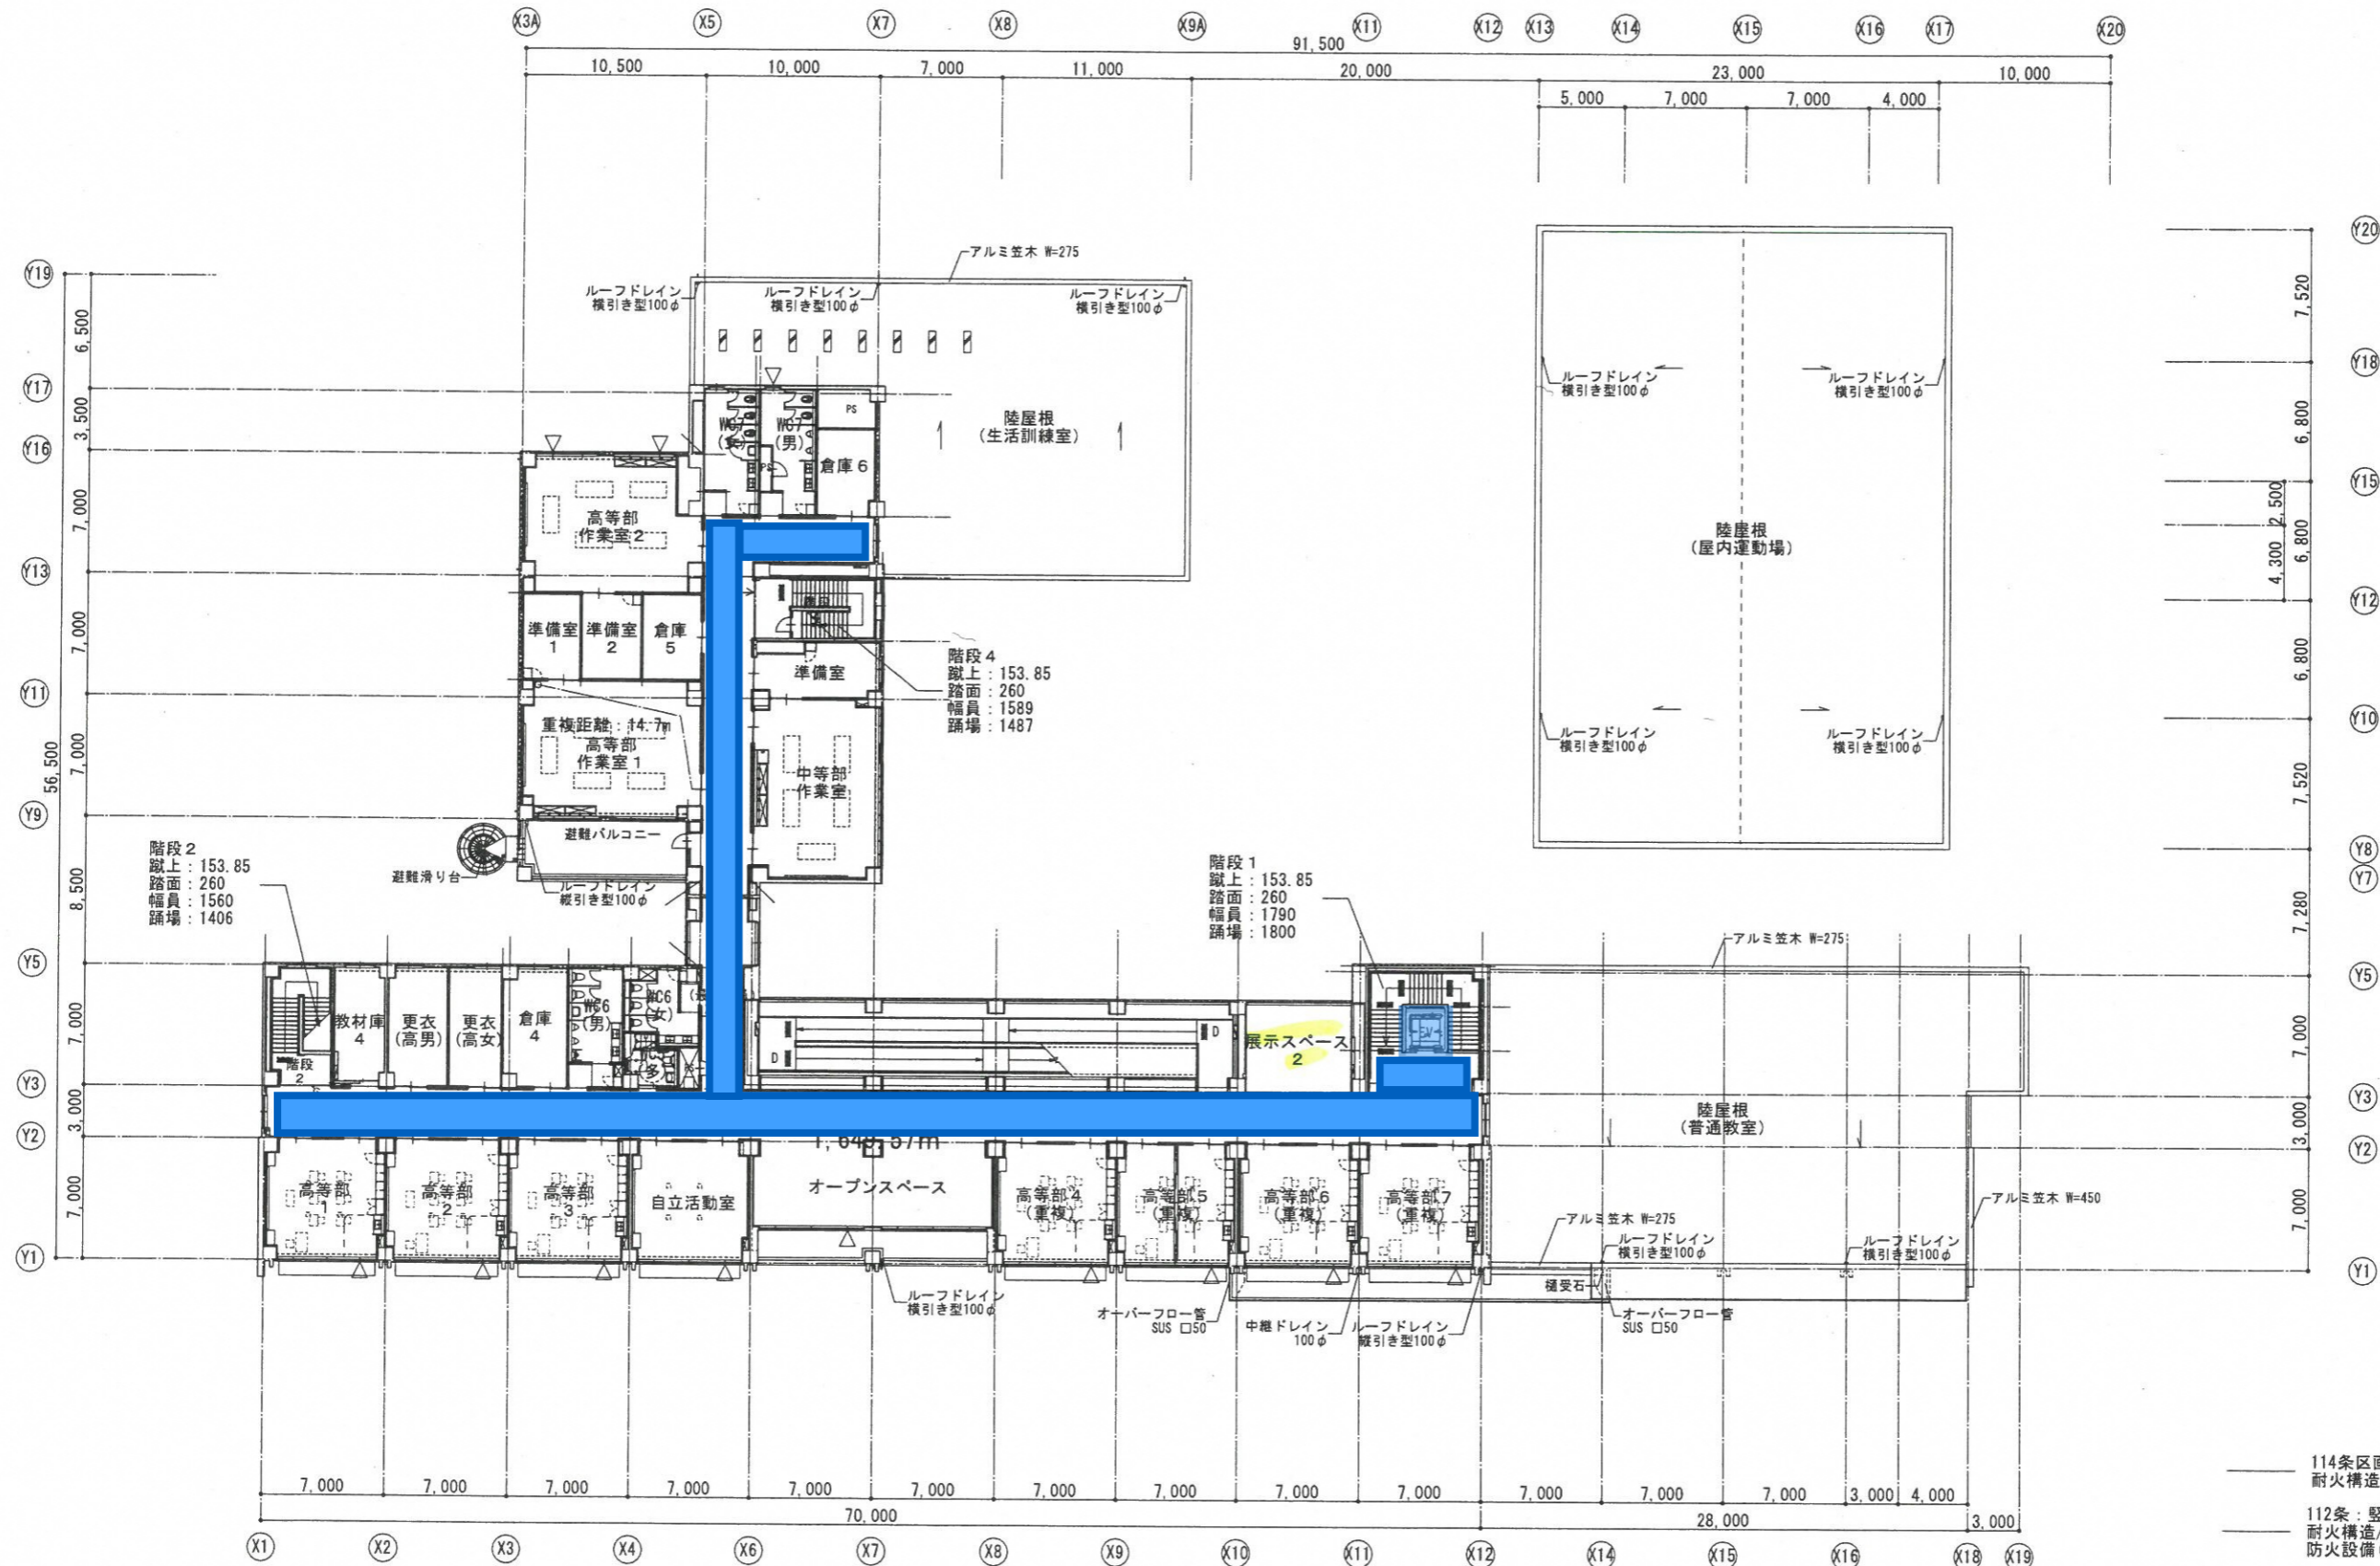 X3A X5 X7 X8 X9A X11 X12 X13 X14 X15 X16 X17 X20
91,500
10,500 10,000 7,000 11,000 20,000 23,000 10,000
5,000 7,000 7,000 4,000
Y19
Y17
Y16
Y13
Y11
Y9
Y5
Y3
Y2
Y1
6,500
3,500
7,000
7,000
7,000
8,500
7,000
3,000
7,000
56,500
Y20
Y18
Y15
Y12
Y10
Y8
Y7
Y5
Y3
Y2
Y1
7,520
6,800
2,500
6,800
4,300
6,800
7,520
7,280
7,000
3,000
7,000
アルミ笠木 W=275
ルーフドレイン
横引き型100φ
ルーフドレイン
横引き型100φ
ルーフドレイン
横引き型100φ
陸屋根
(生活訓練室)
WC7
(女)
WC7
(男)
PS
PS
倉庫6
高等部
作業室2
準備室
1
準備室
2
倉庫
5
準備室
階段4
蹴上:153.85
踏面:260
幅員:1589
踊場:1487
重複距離:14.7m
高等部
作業室1
中等部
作業室
避難バルコニー
避難滑り台
ルーフドレイン
縦引き型100φ
ルーフドレイン
横引き型100φ
ルーフドレイン
横引き型100φ
陸屋根
(屋内運動場)
ルーフドレイン
横引き型100φ
ルーフドレイン
横引き型100φ
階段2
蹴上:153.85
踏面:260
幅員:1560
踊場:1406
階段1
蹴上:153.85
踏面:260
幅員:1790
踊場:1800
アルミ笠木 W=275
階段
2
教材庫
4
更衣
(高男)
更衣
(高女)
倉庫
4
WC6
(男)
WC6
(女)
D
D
展示スペース
2
EV
陸屋根
(普通教室)
高等部
1
高等部
2
高等部
3
自立活動室
オープンスペース
高等部4
(重複)
高等部5
(重複)
高等部6
(重複)
高等部7
(重複)
アルミ笠木 W=450
アルミ笠木 W=275
ルーフドレイン
横引き型100φ
ルーフドレイン
横引き型100φ
樋受石
ルーフドレイン
横引き型100φ
オーバーフロー管
SUS □50
中継ドレイン
100φ
ルーフドレイン
縦引き型100φ
オーバーフロー管
SUS □50
7,000 7,000 7,000 7,000 7,000 7,000 7,000 7,000 7,000 7,000 7,000 7,000 7,000 3,000 4,000
70,000 28,000 3,000
X1 X2 X3 X4 X6 X7 X8 X9 X10 X11 X12 X14 X15 X16 X18 X19
114条区画
耐火構造
112条:竪
耐火構造
防火設備